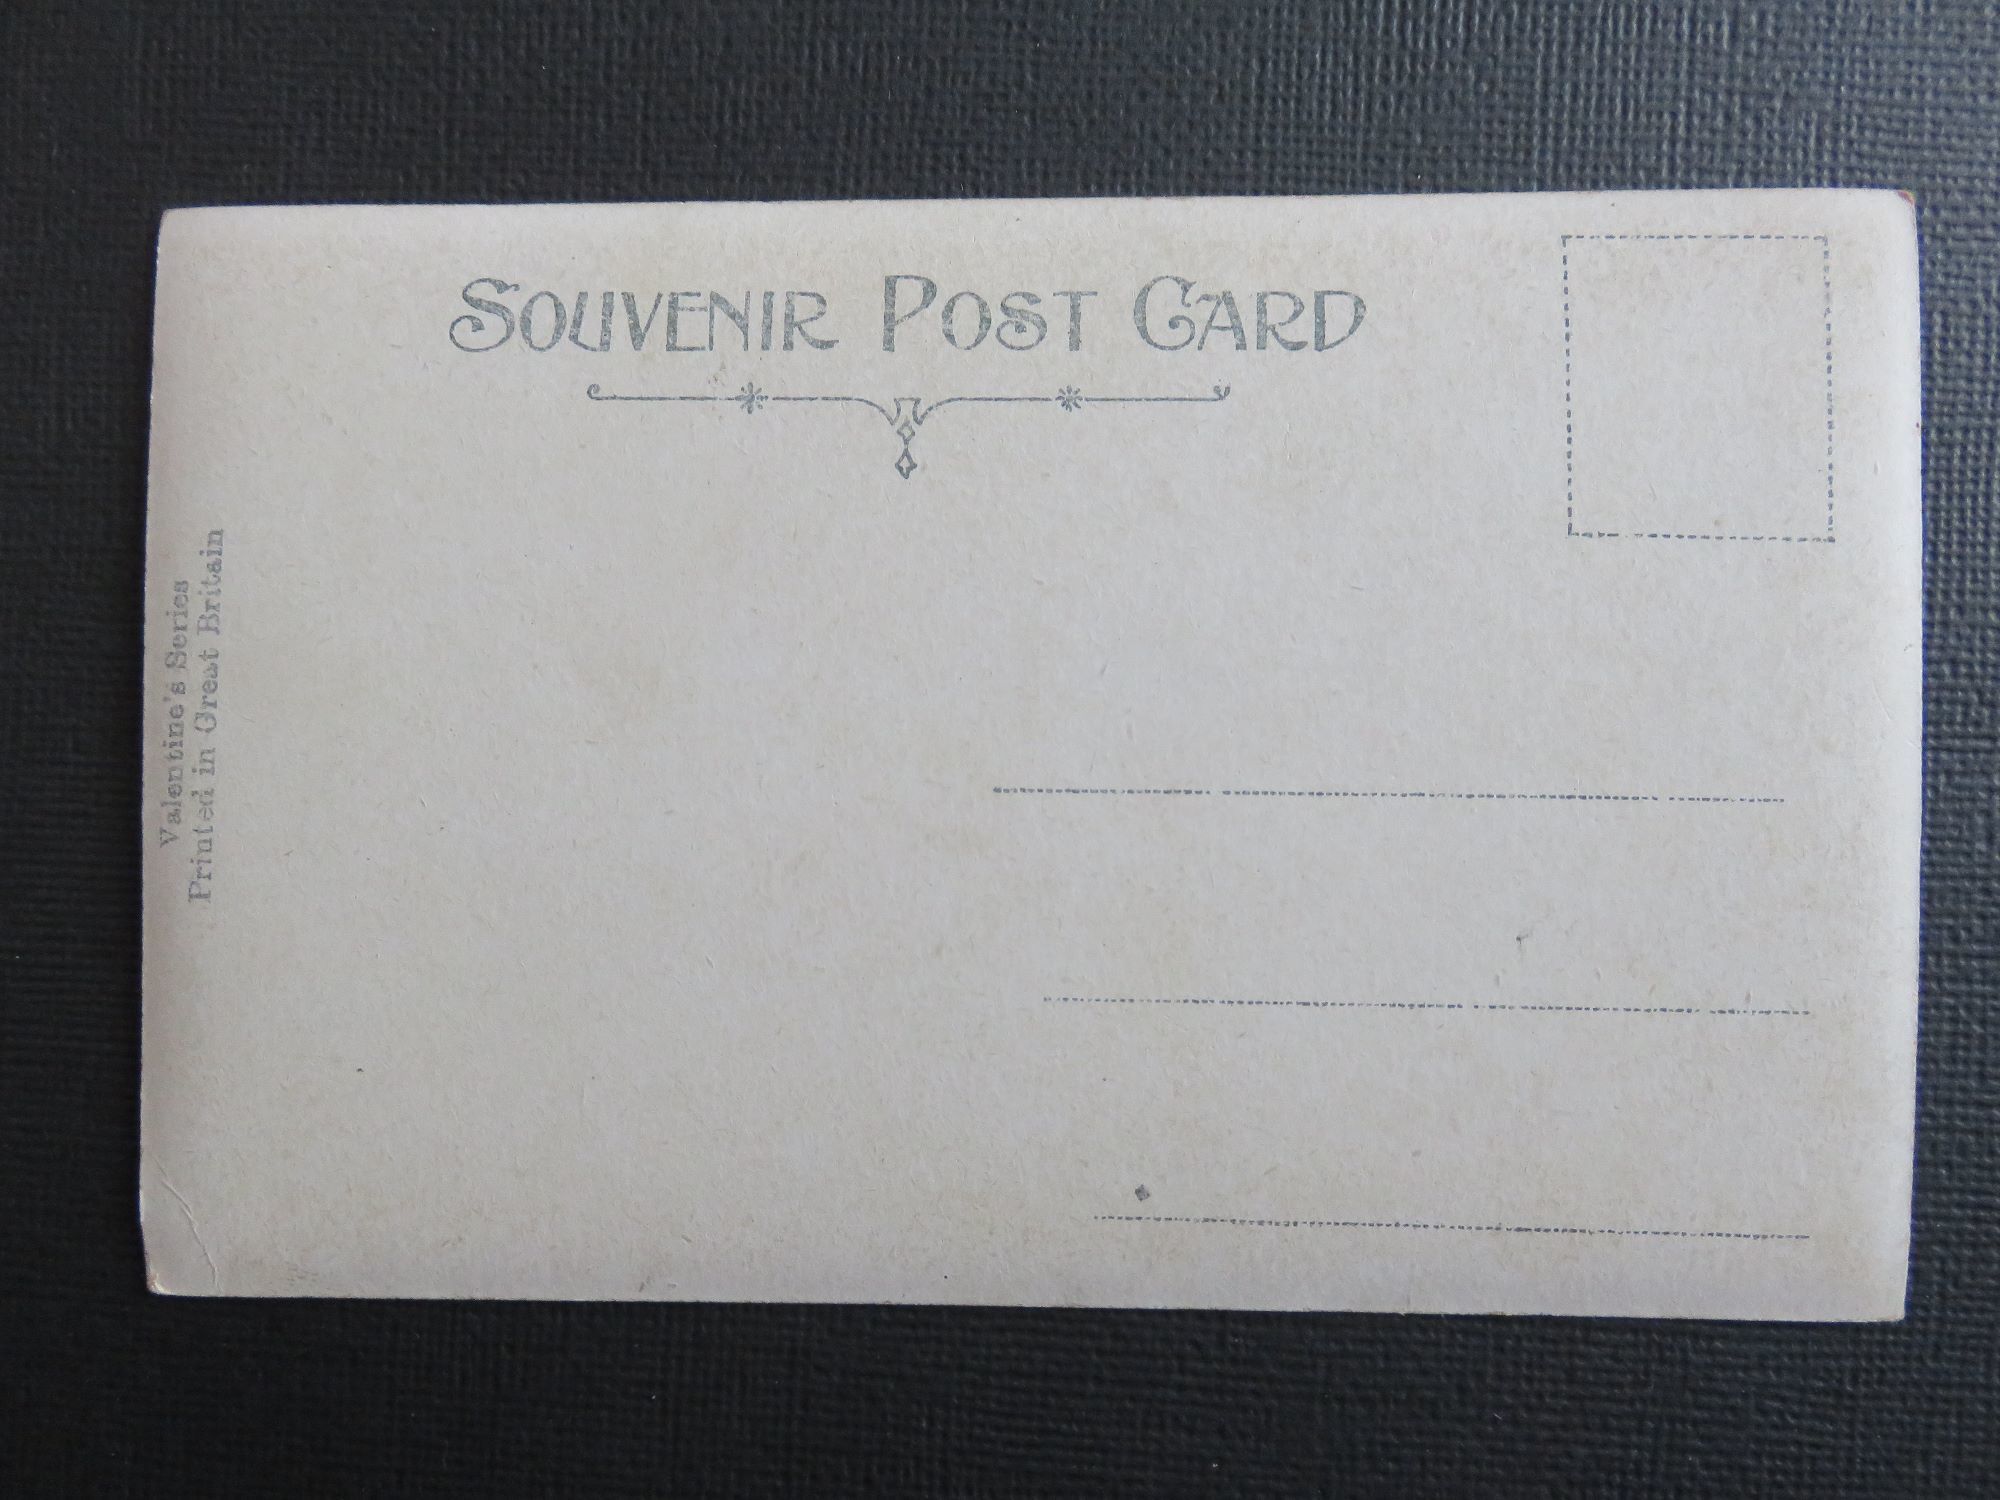 SOUVENIR POST CARD
Valentine's Series
Printed in Great Britain